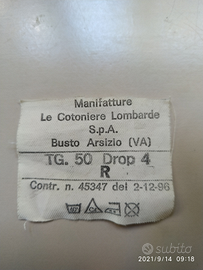 Manifatture
Le Cotoniere Lombarde
S.p.A.
Busto Arsizio (VA)
TG. 50 Drop 4
R
Contr. n. 45347 del 2-12-96
subito
2021/9/14 09:18